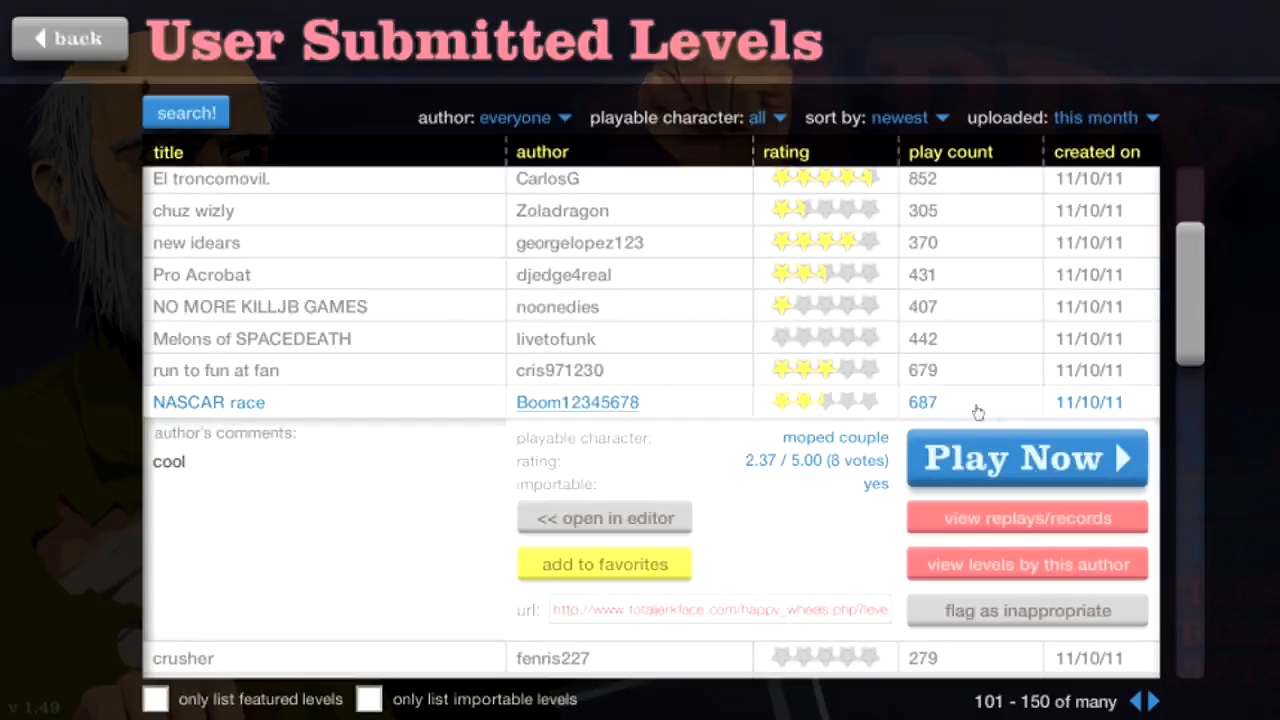 back
User Submitted Levels
search!
author: everyone playable character: all sort by: newest uploaded: this month
title author rating play count created on
El troncomovil. CarlosG 852 11/10/11
chuz wizly Zoladragon 305 11/10/11
new idears georgelopez123 370 11/10/11
Pro Acrobat djedge4real 431 11/10/11
NO MORE KILLJB GAMES noonedies 407 11/10/11
Melons of SPACEDEATH livetofunk 442 11/10/11
run to fun at fan cris971230 679 11/10/11
NASCAR race Boom12345678 687 11/10/11
author's comments:
cool
playable character: moped couple
rating: 2.37 / 5.00 (8 votes)
importable: yes
<< open in editor
add to favorites
url: http://www.totaljerkface.com/happy_wheels.php?leve
Play Now
view replays/records
view levels by this author
flag as inappropriate
crusher fenris227 279 11/10/11
only list featured levels only list importable levels
101 - 150 of many
v 1.49